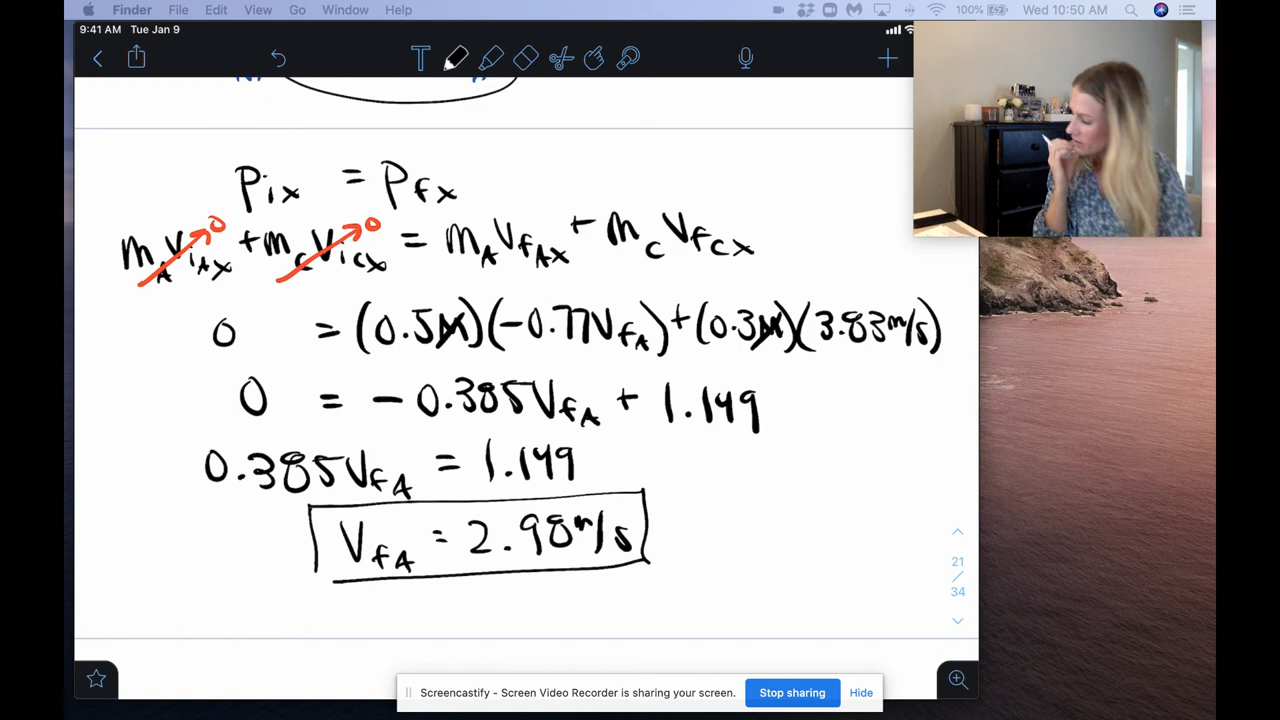 Finder File Edit View Go Window Help 100% Wed 10:50 AM
9:41 AM Tue Jan 9
T
pix = pfx
mAViAx 0 + mcVicx 0 = mAVfAx + mcVfcx
0 = (0.5M)(-0.77VfA) + (0.3M)(3.83m/s)
0 = -0.385VfA + 1.149
0.385VfA = 1.149
VfA = 2.98m/s
21
/
34
Screencastify - Screen Video Recorder is sharing your screen. Stop sharing Hide